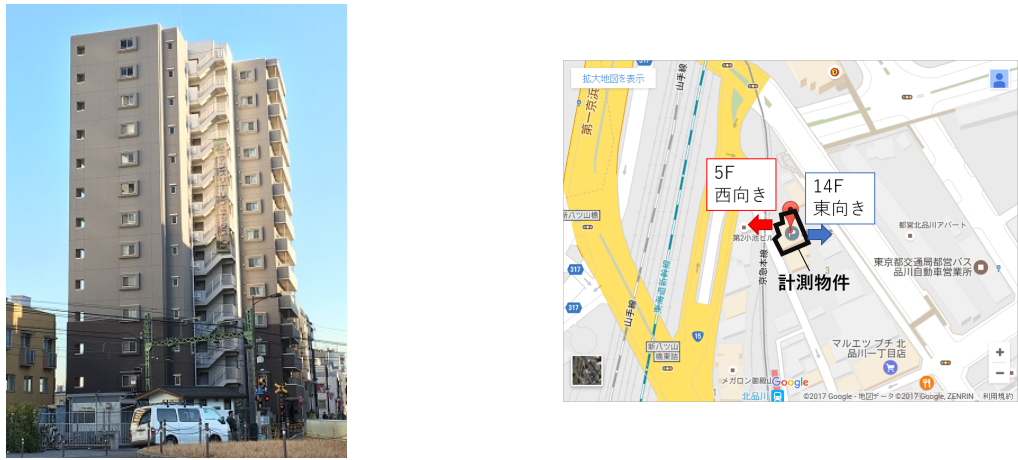 拡大地図を表示
山手線
第一京浜
5F
西向き
14F
東向き
新八ツ山橋
第2小池ビル
都営北品川アパート
東京都交通局都営バス
品川自動車営業所
京急本線
3
計測物件
317
317
東海道新幹線
山手線
15
新八ツ山
橋東詰
マルエツ プチ 北
品川一丁目店
メガロン御殿山
Google
北品川
©2017 Google - 地図データ ©2017 Google, ZENRIN
利用規約